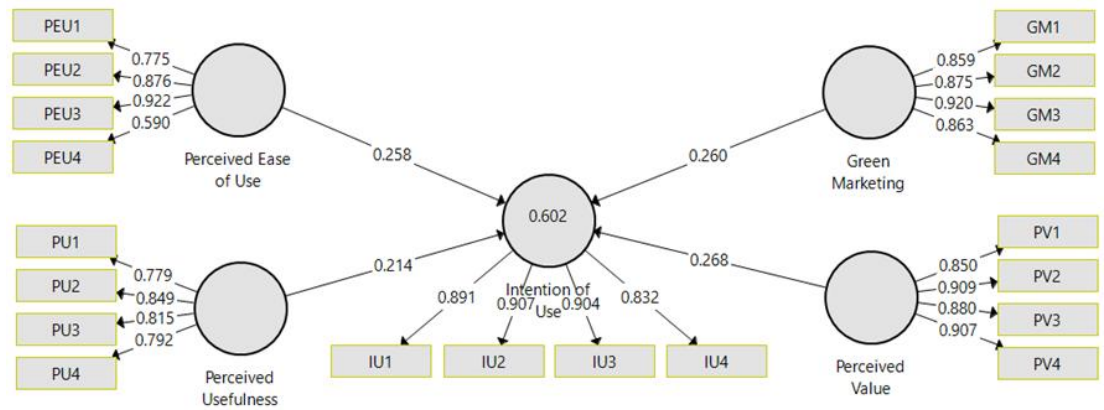 PEU1
PEU2
PEU3
PEU4
0.775
0.876
0.922
0.590
Perceived Ease
of Use
0.258
GM1
GM2
GM3
GM4
0.859
0.875
0.920
0.863
Green
Marketing
0.260
0.602
Intention of
Use
PU1
PU2
PU3
PU4
0.779
0.849
0.815
0.792
Perceived
Usefulness
0.214
0.891
0.907
0.904
0.832
IU1
IU2
IU3
IU4
0.268
PV1
PV2
PV3
PV4
0.850
0.909
0.880
0.907
Perceived
Value